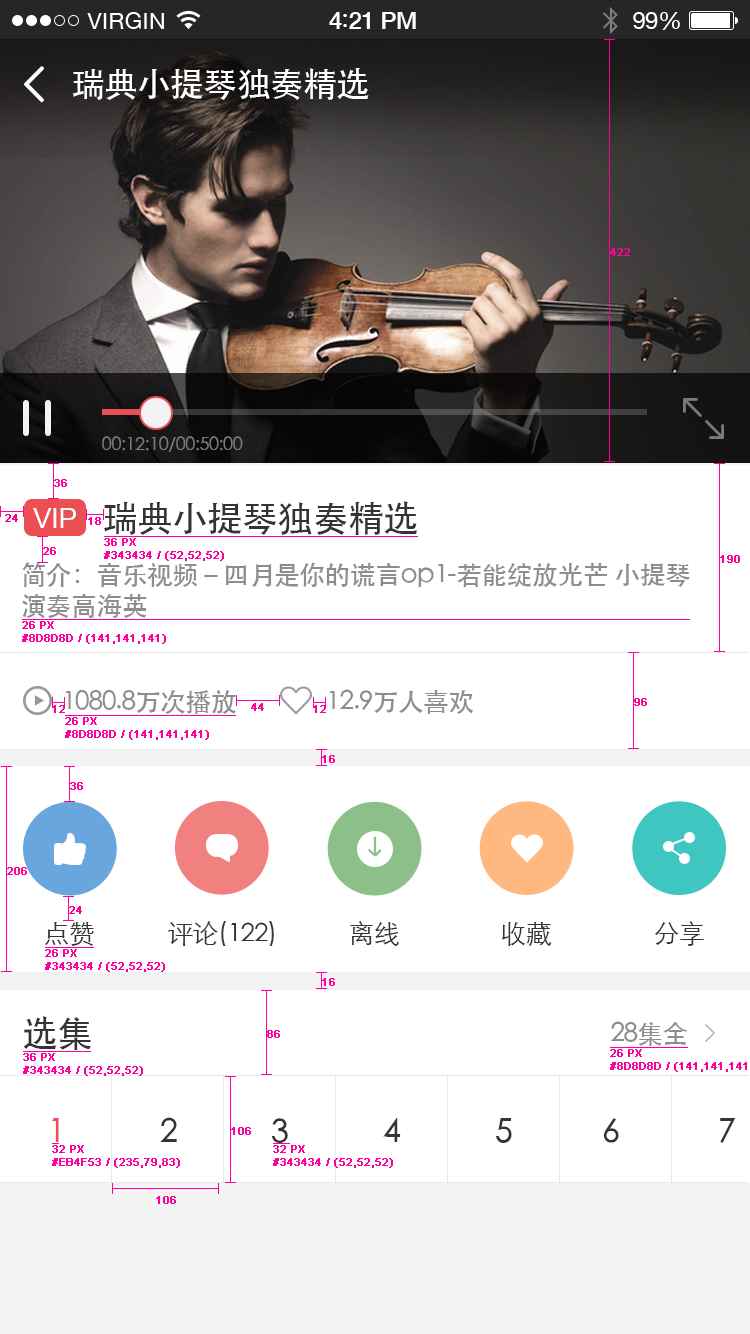 VIRGIN 4:21 PM 99%
瑞典小提琴独奏精选
422
00:12:10/00:50:00
36
24 VIP 18 瑞典小提琴独奏精选
36 PX
#343434 / (52,52,52)
26
190
简介：音乐视频 – 四月是你的谎言op1-若能绽放光芒 小提琴
演奏高海英
26 PX
#8D8D8D / (141,141,141)
12 1080.8万次播放 44 12 12.9万人喜欢 96
26 PX
#8D8D8D / (141,141,141)
16
36
206
24
点赞 评论(122) 离线 收藏 分享
26 PX
#343434 / (52,52,52)
16
选集 86 28集全
36 PX
#343434 / (52,52,52)
26 PX
#8D8D8D / (141,141,141
1 2 106 3 4 5 6 7
32 PX
#EB4F53 / (235,79,83)
32 PX
#343434 / (52,52,52)
106